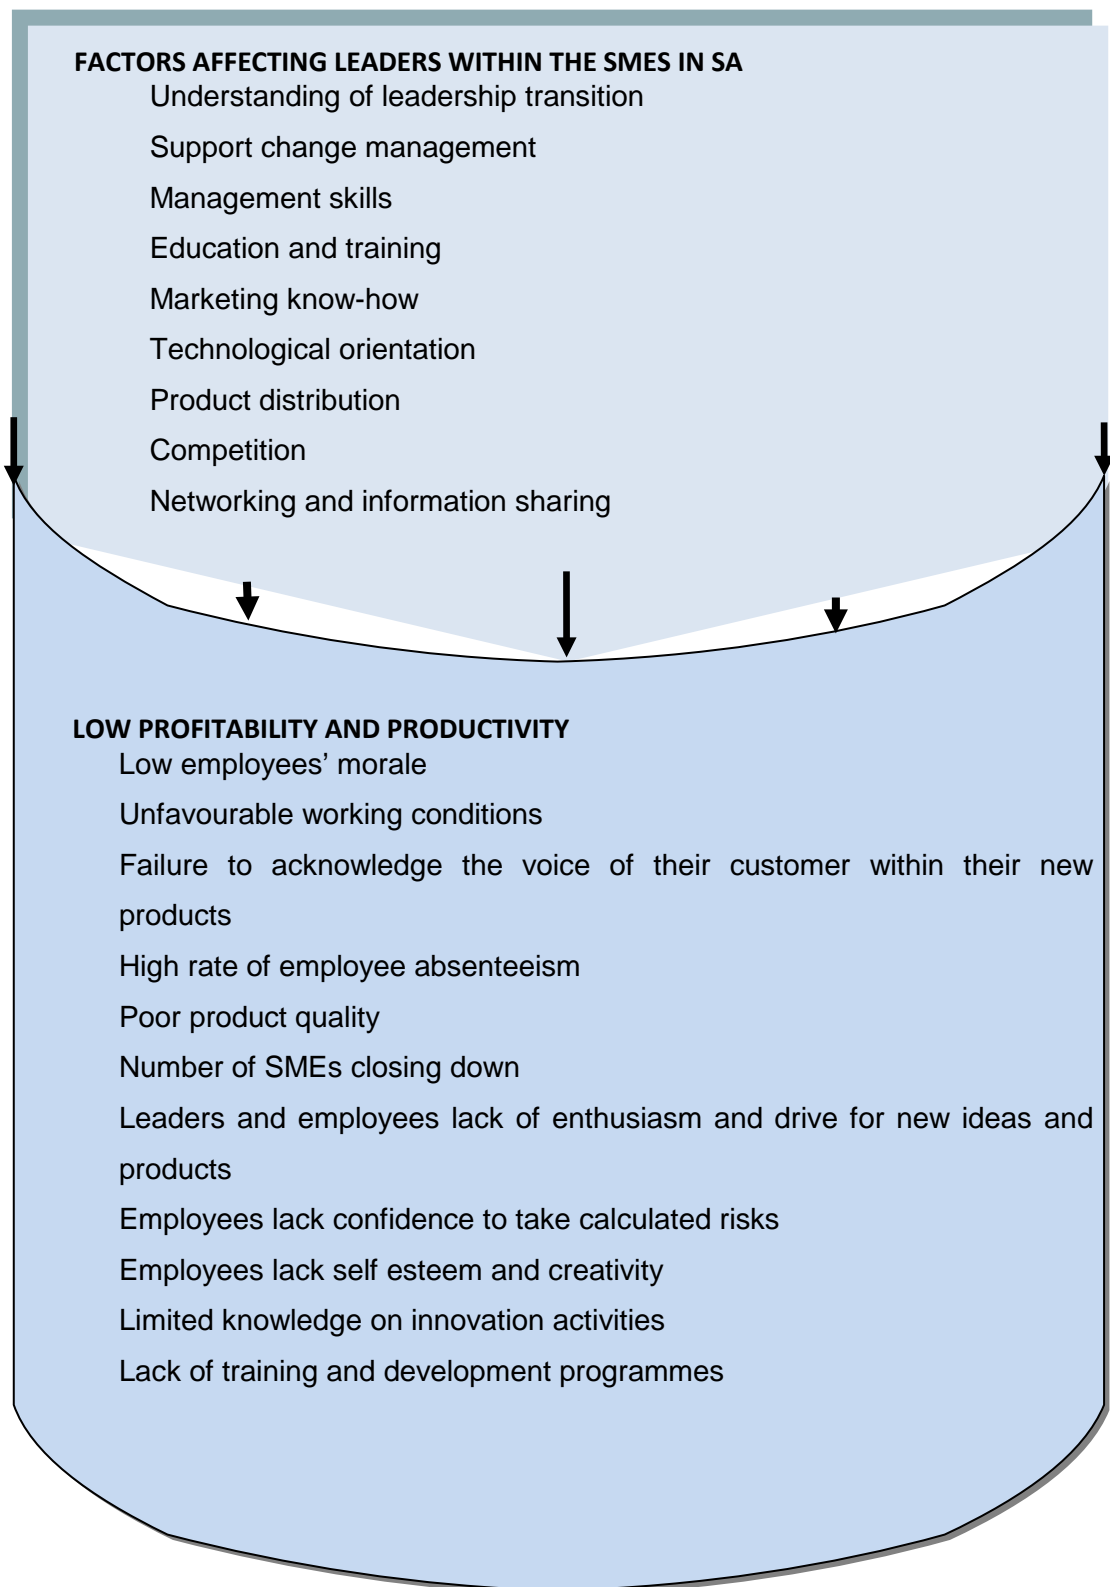 FACTORS AFFECTING LEADERS WITHIN THE SMES IN SA
Understanding of leadership transition
Support change management
Management skills
Education and training
Marketing know-how
Technological orientation
Product distribution
Competition
Networking and information sharing
LOW PROFITABILITY AND PRODUCTIVITY
Low employees’ morale
Unfavourable working conditions
Failure to acknowledge the voice of their customer within their new
products
High rate of employee absenteeism
Poor product quality
Number of SMEs closing down
Leaders and employees lack of enthusiasm and drive for new ideas and
products
Employees lack confidence to take calculated risks
Employees lack self esteem and creativity
Limited knowledge on innovation activities
Lack of training and development programmes